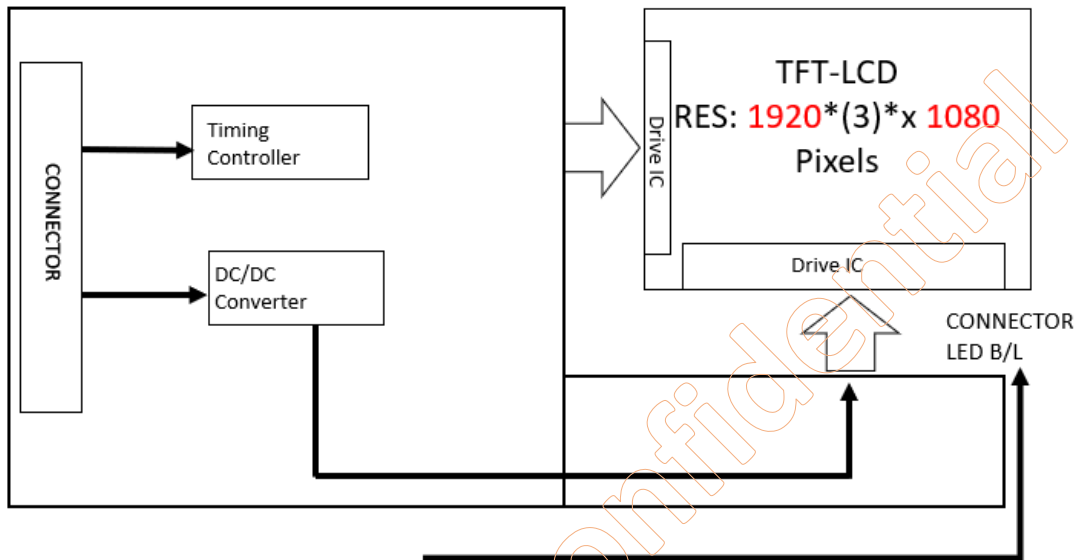 CONNECTOR
Timing
Controller
DC/DC
Converter
Drive IC
TFT-LCD
RES: 1920*(3)*x 1080
Pixels
Drive IC
CONNECTOR
LED B/L
onfidential